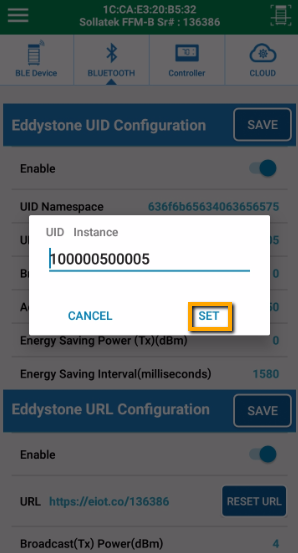 1C:CA:E3:20:B5:32
Sollatek FFM-B Sr# : 136386
BLE Device BLUETOOTH Controller CLOUD
Eddystone UID Configuration SAVE
Enable
UID Namespace 636f6b65634063656575
UID Instance
100000500005
CANCEL SET
Energy Saving Power (Tx)(dBm) 0
Energy Saving Interval(milliseconds) 1580
Eddystone URL Configuration SAVE
Enable
URL https://eiot.co/136386 RESET URL
Broadcast(Tx) Power(dBm) 4